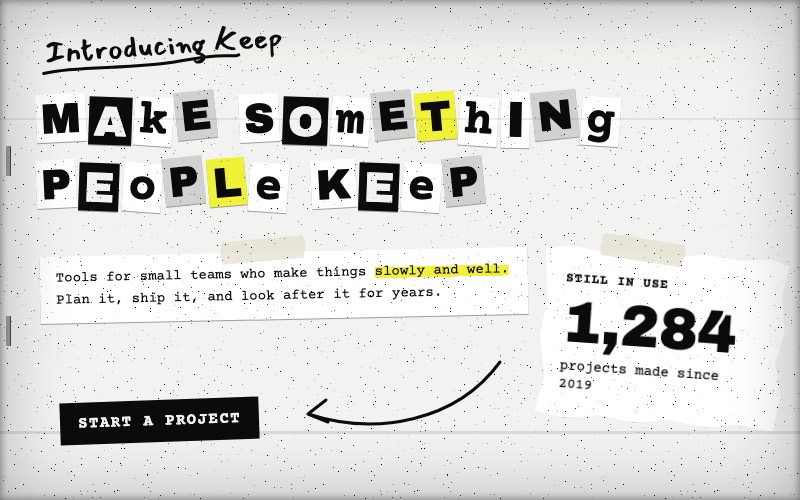 Introducing Keep
MAkE SOmEThINg
PEoPLe KEeP
Tools for small teams who make things slowly and well.
Plan it, ship it, and look after it for years.
STILL IN USE
1,284
projects made since
2019
START A PROJECT